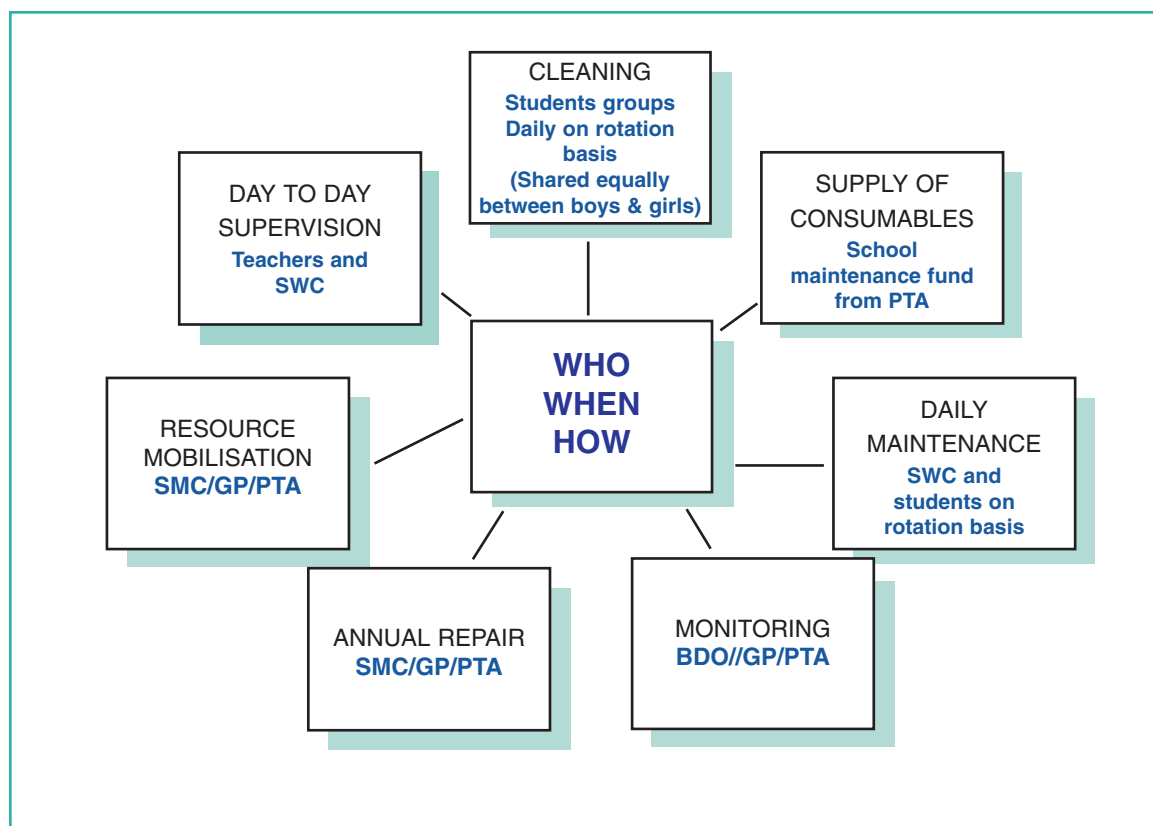 CLEANING
Students groups
Daily on rotation
basis
(Shared equally
between boys & girls)
DAY TO DAY
SUPERVISION
Teachers and
SWC
SUPPLY OF
CONSUMABLES
School
maintenance fund
from PTA
WHO
WHEN
HOW
RESOURCE
MOBILISATION
SMC/GP/PTA
DAILY
MAINTENANCE
SWC and
students on
rotation basis
ANNUAL REPAIR
SMC/GP/PTA
MONITORING
BDO//GP/PTA